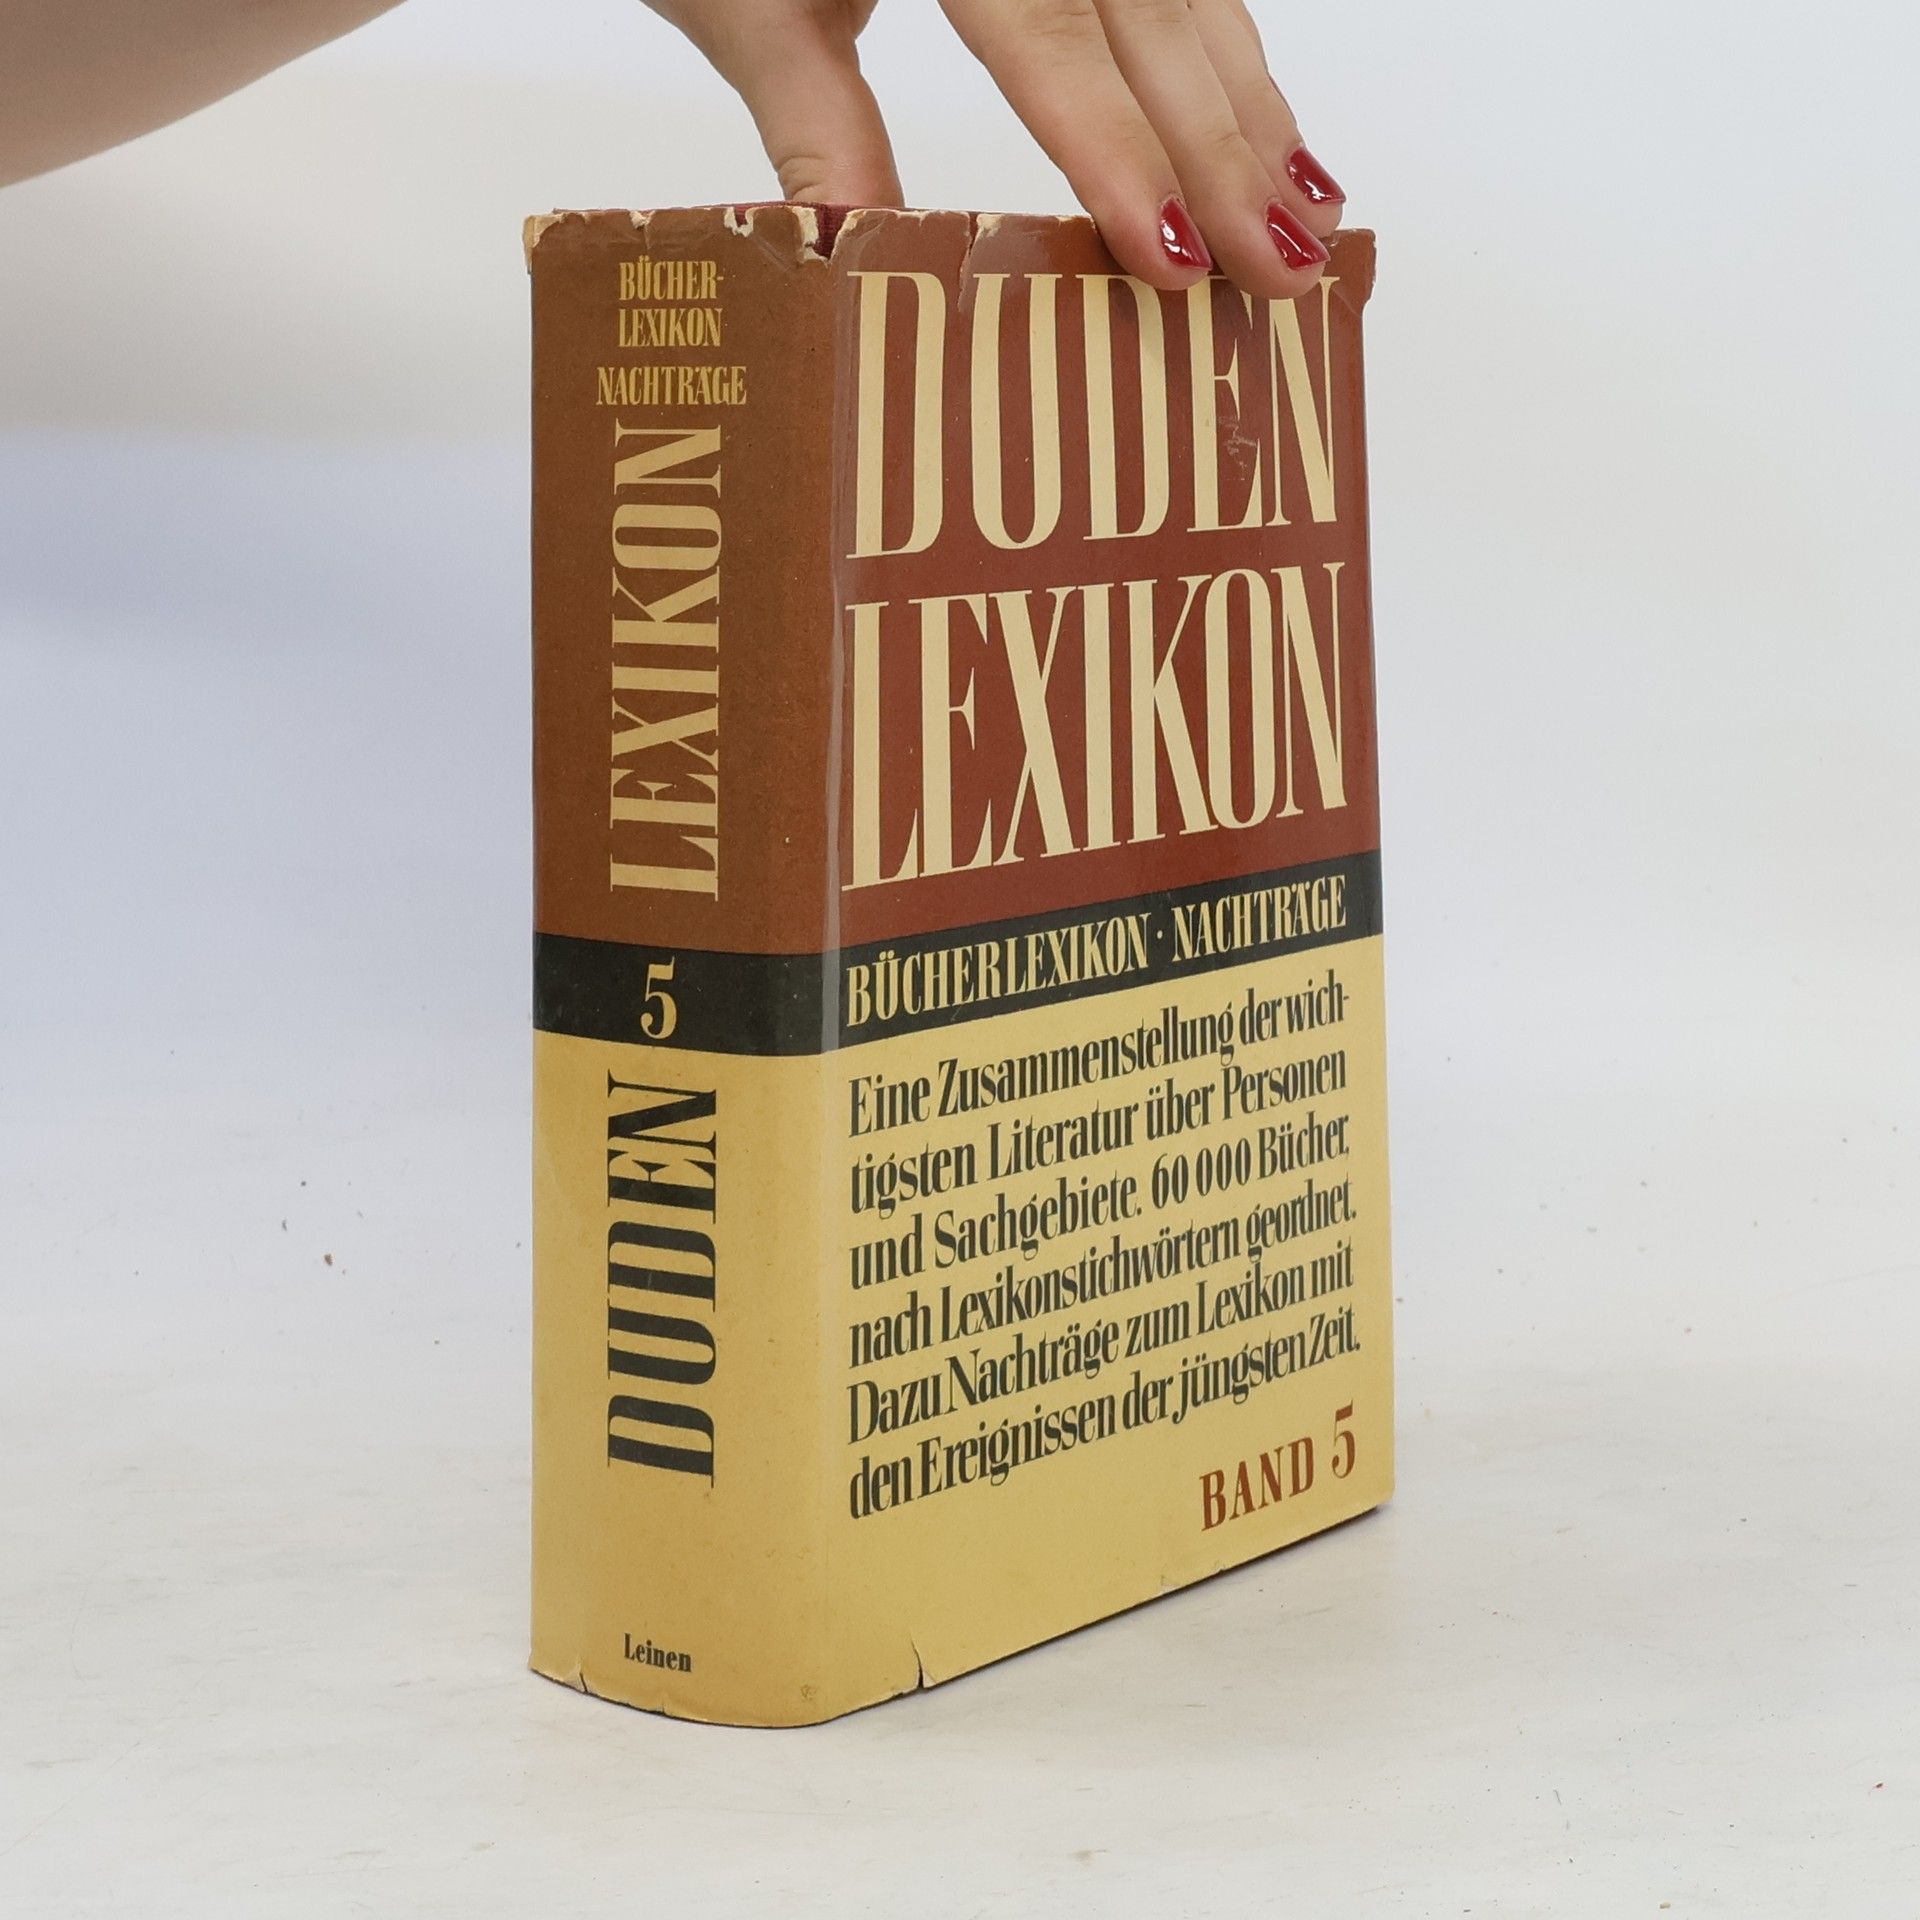 BÜCHER-
LEXIKON
NACHTRÄGE
DUDEN LEXIKON
5
Leinen
DUDEN
LEXIKON
BÜCHERLEXIKON · NACHTRÄGE
Eine Zusammenstellung der wich-
tigsten Literatur über Personen
und Sachgebiete. 60 000 Bücher,
nach Lexikonstichwörtern geordnet.
Dazu Nachträge zum Lexikon mit
den Ereignissen der jüngsten Zeit.
BAND 5